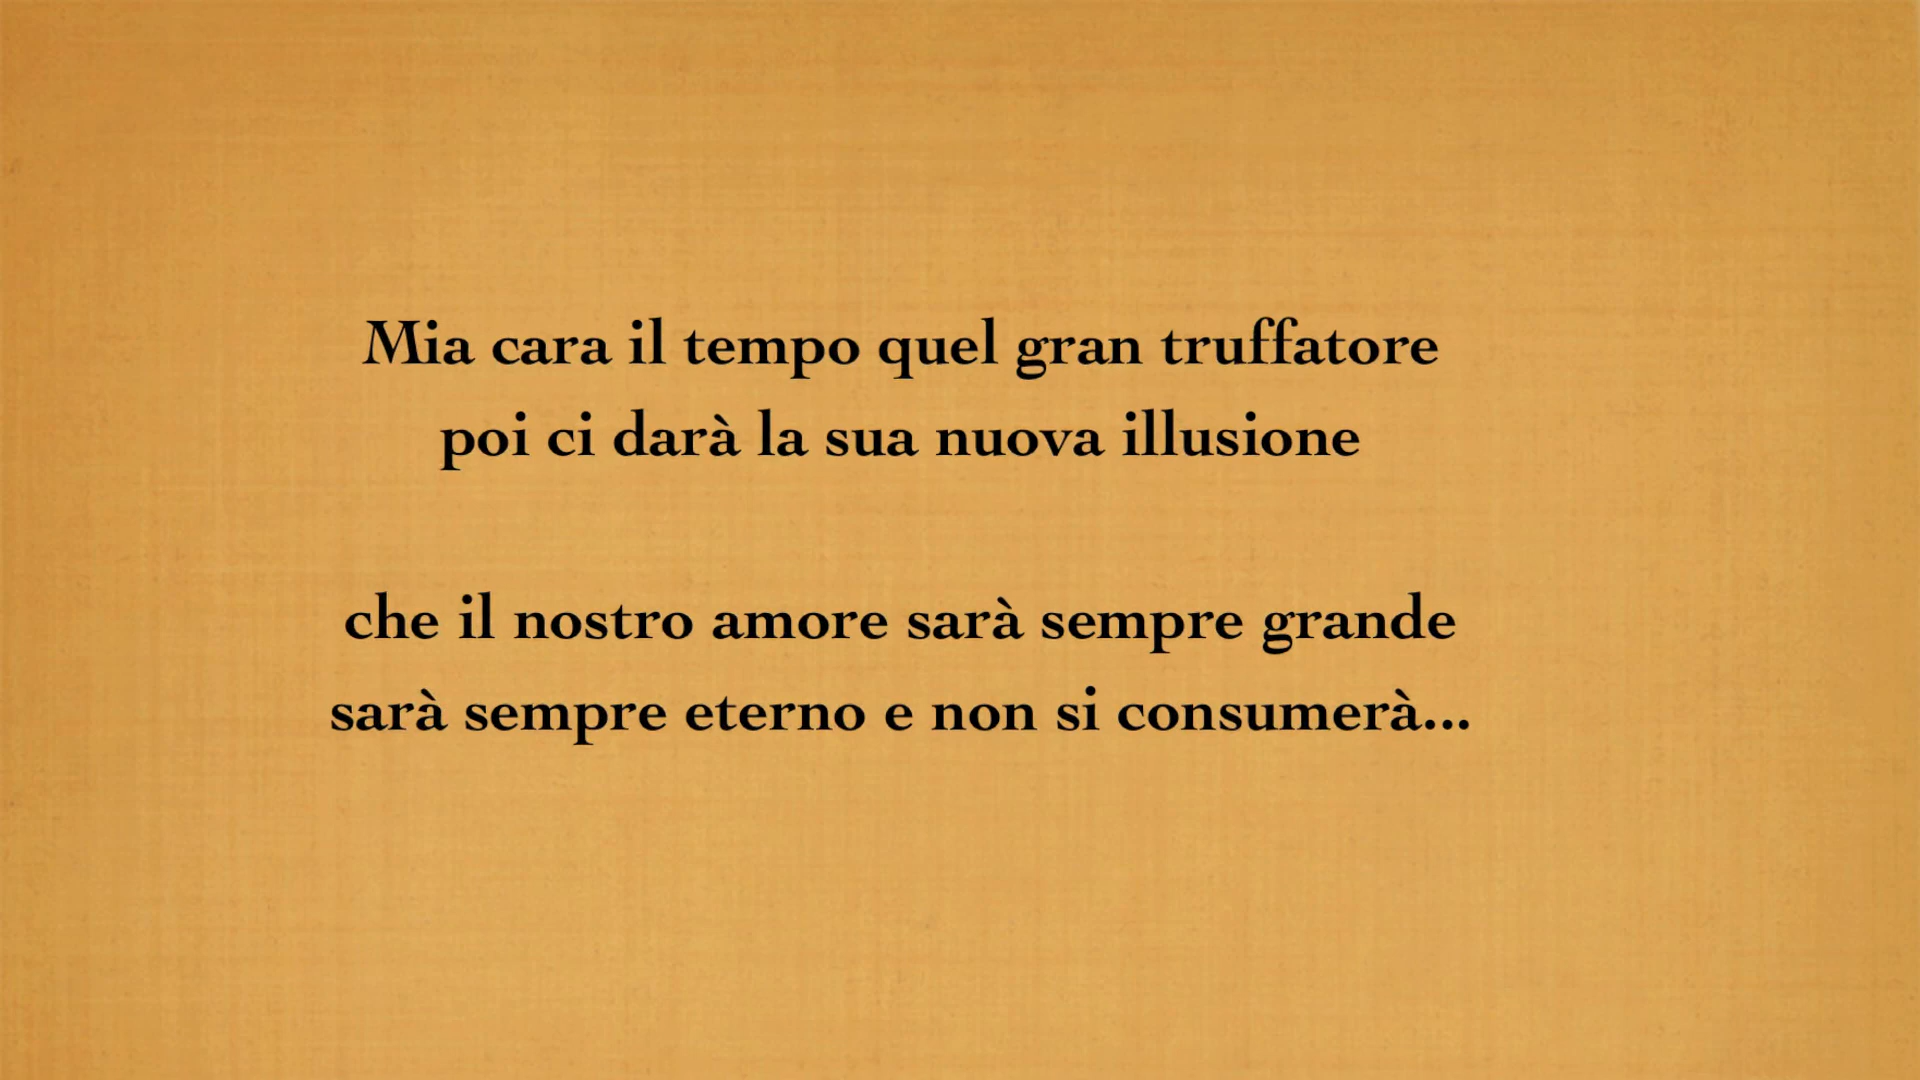 Mia cara il tempo quel gran truffatore
poi ci darà la sua nuova illusione
che il nostro amore sarà sempre grande
sarà sempre eterno e non si consumerà...